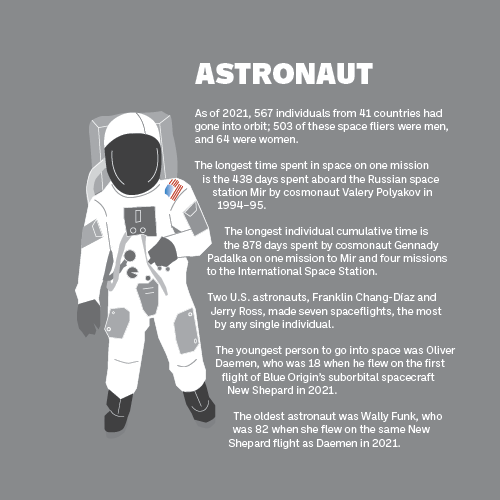 ASTRONAUT
As of 2021, 567 individuals from 41 countries had
gone into orbit; 503 of these space fliers were men,
and 64 were women.
The longest time spent in space on one mission
is the 438 days spent aboard the Russian space
station Mir by cosmonaut Valery Polyakov in
1994–95.
The longest individual cumulative time is
the 878 days spent by cosmonaut Gennady
Padalka on one mission to Mir and four missions
to the International Space Station.
Two U.S. astronauts, Franklin Chang-Díaz and
Jerry Ross, made seven spaceflights, the most
by any single individual.
The youngest person to go into space was Oliver
Daemen, who was 18 when he flew on the first
flight of Blue Origin's suborbital spacecraft
New Shepard in 2021.
The oldest astronaut was Wally Funk, who
was 82 when she flew on the same New
Shepard flight as Daemen in 2021.